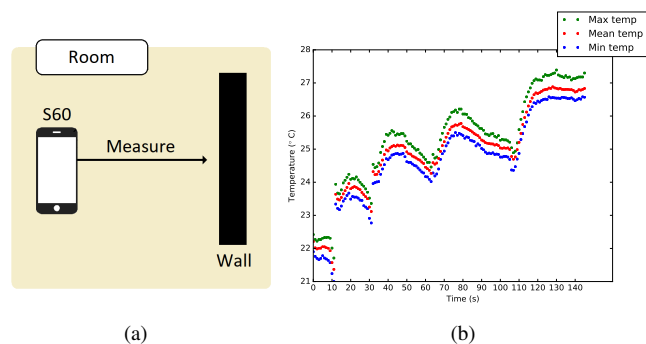 Room
S60
Measure
Wall
(a)
Max temp
Mean temp
Min temp
28
27
26
25
24
23
22
21
Temperature (° C)
0 10 20 30 40 50 60 70 80 90 100 110 120 130 140
Time (s)
(b)